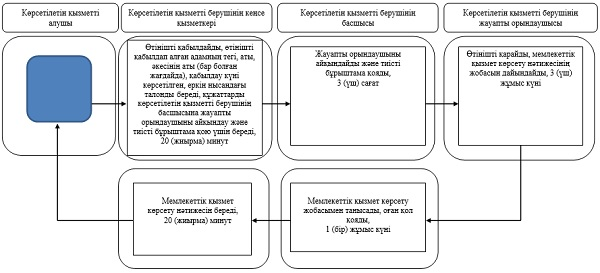 Көрсетілетін қызметті
алушы
Көрсетілетін қызметті берушінің кеңсе
қызметкері
Көрсетілетін қызметті берушінің
басшысы
Көрсетілетін қызметті берушінің
жауапты орындаушысы
Өтінішті қабылдайды, өтінішті
қабылдап алған адамның тегі, аты,
әкесінің аты (бар болған
жағдайда), қабылдау күні
көрсетілген, еркін нысандағы
талонды береді, құжаттарды
көрсетілетін қызметті берушінің
басшысына жауапты
орындаушыны айқындау және
тиісті бұрыштама қою үшін береді,
20 (жиырма) минут
Жауапты орындаушыны
айқындайды және тиісті
бұрыштама қояды,
3 (үш) сағат
Өтінішті қарайды, мемлекеттік
қызмет көрсету нәтижесінің
жобасын дайындайды, 3 (үш)
жұмыс күні
Мемлекеттік қызмет
көрсету нәтижесін береді,
20 (жиырма) минут
Мемлекеттік қызмет көрсету
жобасымен танысады, оған қол
қояды,
1 (бір) жұмыс күні